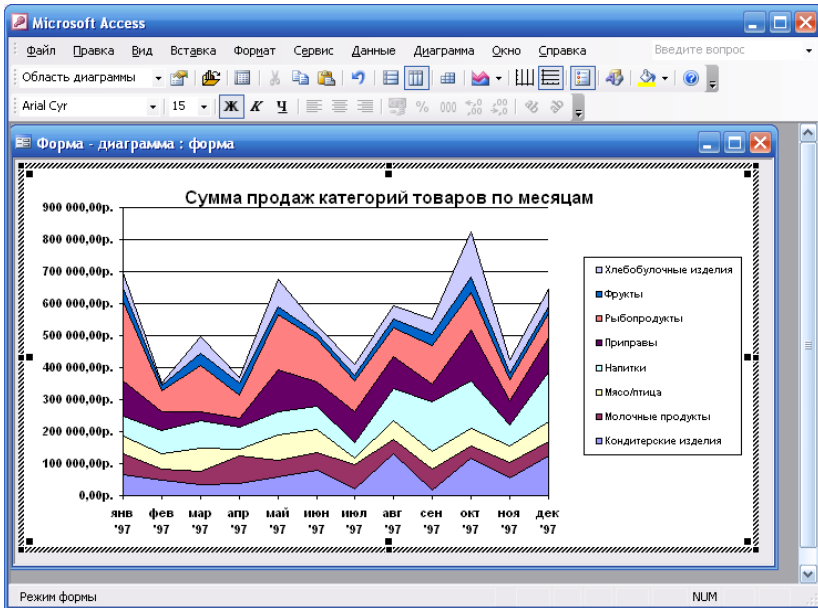 Microsoft Access
Файл Правка Вид Вставка Формат Сервис Данные Диаграмма Окно Справка Введите вопрос
Область диаграммы
Arial Cyr 15 Ж К Ч % 000
Форма - диаграмма : форма
Сумма продаж категорий товаров по месяцам
900 000,00р.
800 000,00р.
700 000,00р.
600 000,00р.
500 000,00р.
400 000,00р.
300 000,00р.
200 000,00р.
100 000,00р.
0,00р.
янв фев мар апр май июн июл авг сен окт ноя дек
'97 '97 '97 '97 '97 '97 '97 '97 '97 '97 '97 '97
Хлебобулочные изделия
Фрукты
Рыбопродукты
Приправы
Напитки
Мясо/птица
Молочные продукты
Кондитерские изделия
Режим формы NUM